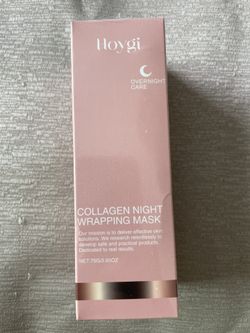 Hoygi
OVERNIGHT
CARE
COLLAGEN NIGHT
WRAPPING MASK
Our mission is to deliver effective skin
solutions. We research relentlessly to
develop safe and practical products.
Dedicated to real results.